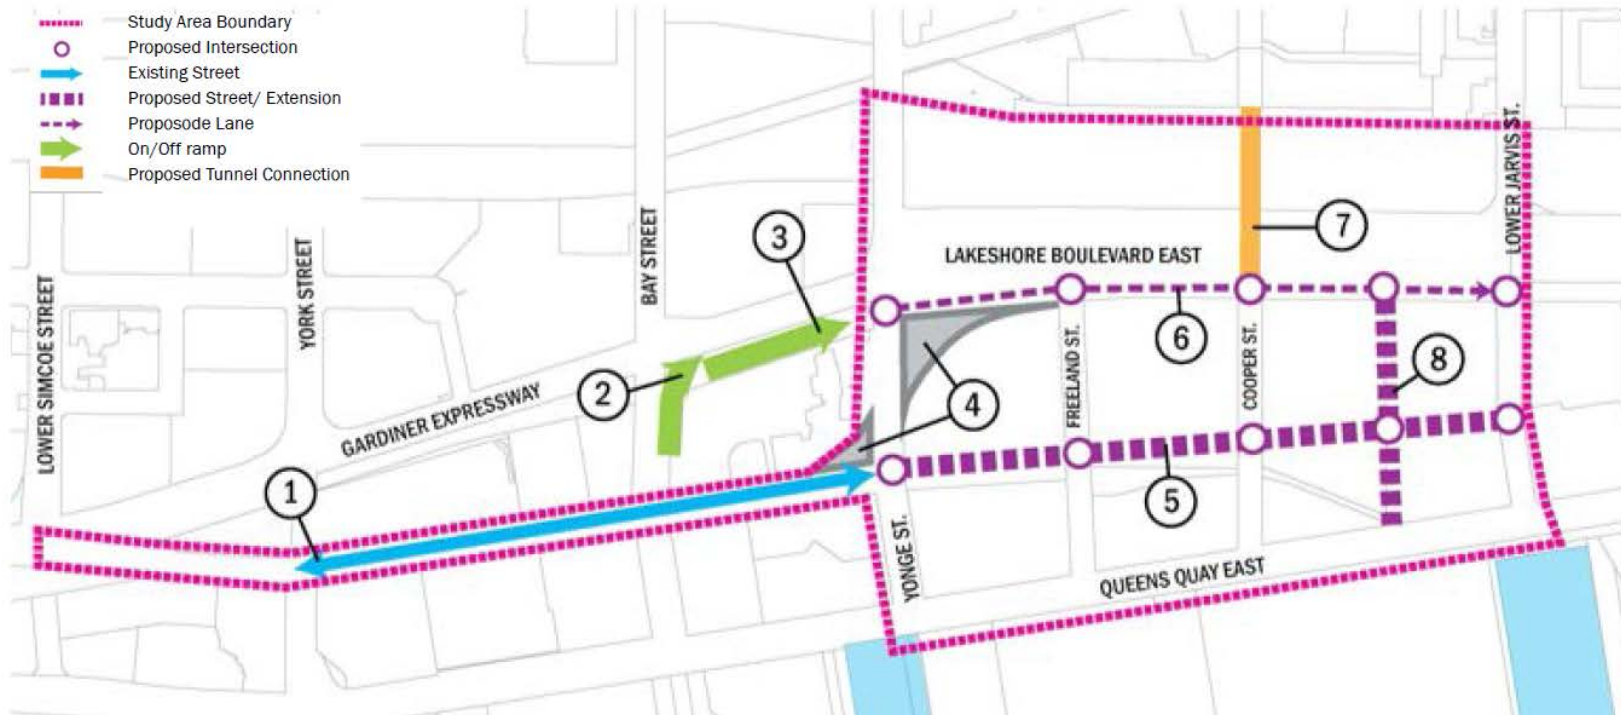 Study Area Boundary
Proposed Intersection
Existing Street
Proposed Street/ Extension
Proposode Lane
On/Off ramp
Proposed Tunnel Connection
LOWER SIMCOE STREET
YORK STREET
BAY STREET
GARDINER EXPRESSWAY
LAKESHORE BOULEVARD EAST
LOWER JARVIS ST.
FREELAND ST.
COOPER ST.
YONGE ST.
QUEENS QUAY EAST
1
2
3
4
5
6
7
8